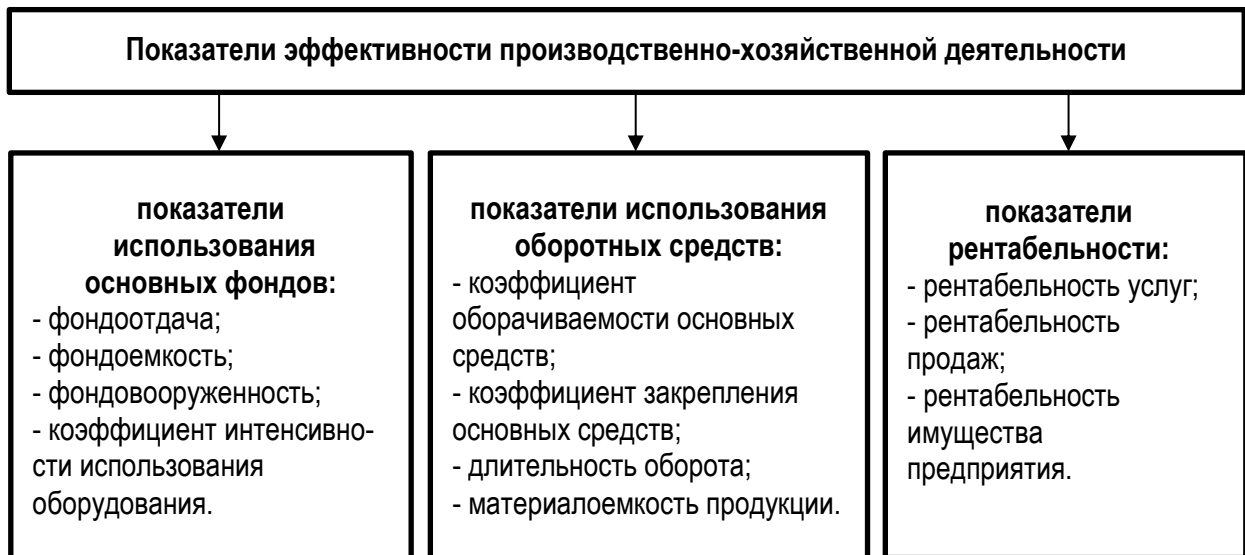 Показатели эффективности производственно-хозяйственной деятельности
показатели
использования
основных фондов:
- фондоотдача;
- фондоемкость;
- фондовооруженность;
- коэффициент интенсивно-
сти использования
оборудования.
показатели использования
оборотных средств:
- коэффициент
оборачиваемости основных
средств;
- коэффициент закрепления
основных средств;
- длительность оборота;
- материалоемкость продукции.
показатели
рентабельности:
- рентабельность услуг;
- рентабельность
продаж;
- рентабельность
имущества
предприятия.